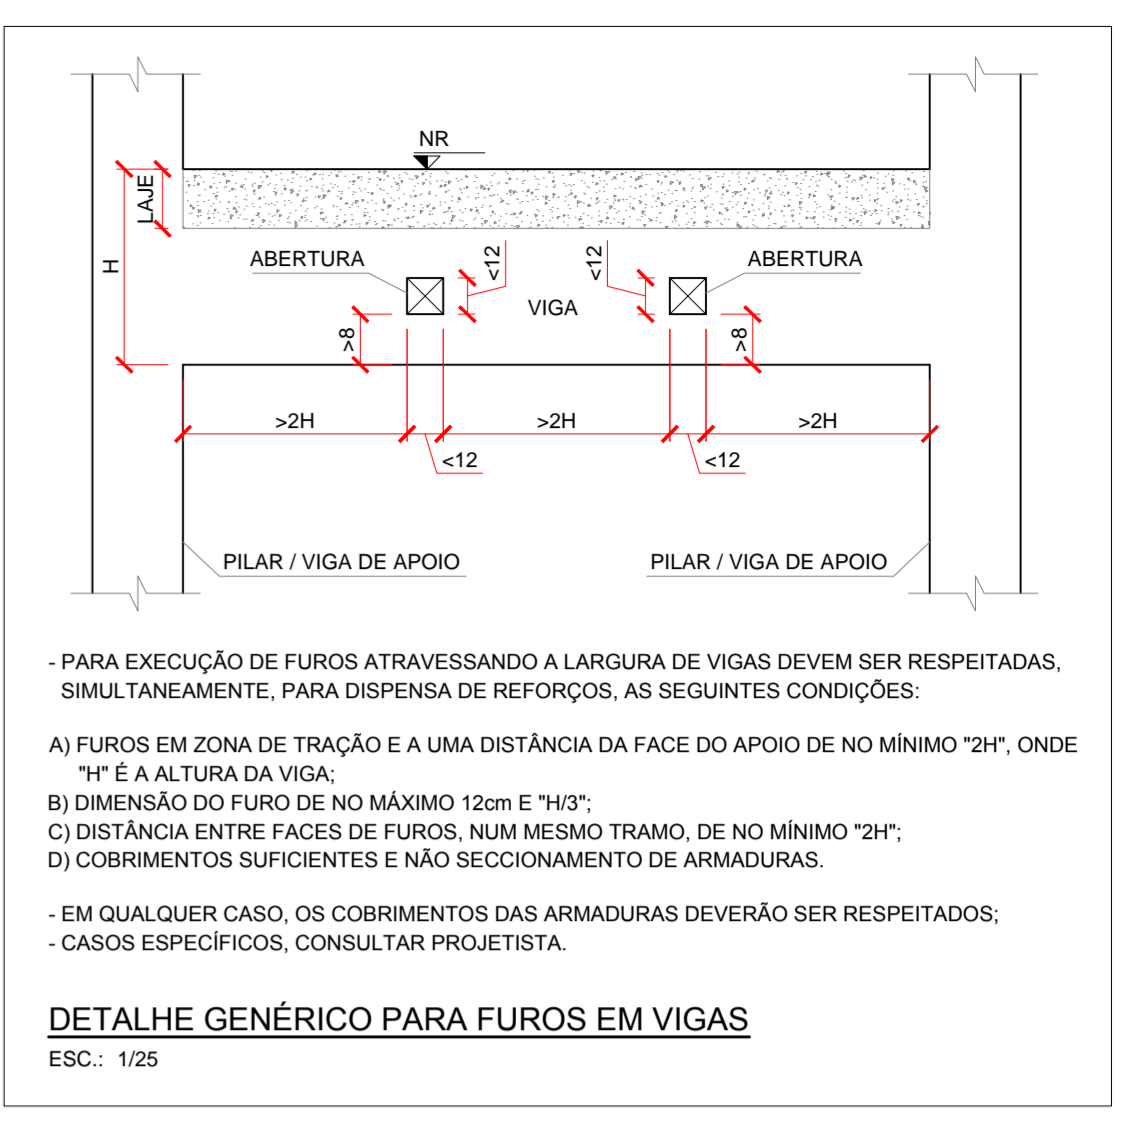 NR
LAJE
H
ABERTURA
<12
<12
ABERTURA
VIGA
>8
>8
>2H
>2H
>2H
<12
<12
PILAR / VIGA DE APOIO
PILAR / VIGA DE APOIO
- PARA EXECUÇÃO DE FUROS ATRAVESSANDO A LARGURA DE VIGAS DEVEM SER RESPEITADAS,
SIMULTANEAMENTE, PARA DISPENSA DE REFORÇOS, AS SEGUINTES CONDIÇÕES:
A) FUROS EM ZONA DE TRAÇÃO E A UMA DISTÂNCIA DA FACE DO APOIO DE NO MÍNIMO "2H", ONDE
"H" É A ALTURA DA VIGA;
B) DIMENSÃO DO FURO DE NO MÁXIMO 12cm E "H/3";
C) DISTÂNCIA ENTRE FACES DE FUROS, NUM MESMO TRAMO, DE NO MÍNIMO "2H";
D) COBRIMENTOS SUFICIENTES E NÃO SECCIONAMENTO DE ARMADURAS.
- EM QUALQUER CASO, OS COBRIMENTOS DAS ARMADURAS DEVERÃO SER RESPEITADOS;
- CASOS ESPECÍFICOS, CONSULTAR PROJETISTA.
DETALHE GENÉRICO PARA FUROS EM VIGAS
ESC.: 1/25